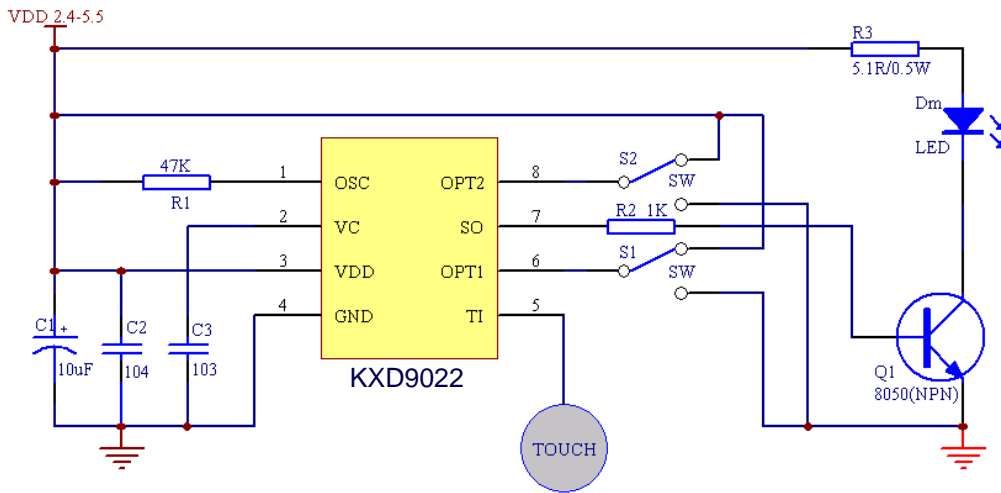 VDD 2.4-5.5
R3
5.1R/0.5W
Dm
LED
47K
R1
1
OSC
OPT2
8
S2
SW
2
VC
SO
7
R2 1K
3
VDD
OPT1
6
S1
SW
4
GND
TI
5
C1
+
10uF
C2
104
C3
103
KXD9022
Q1
8050(NPN)
TOUCH